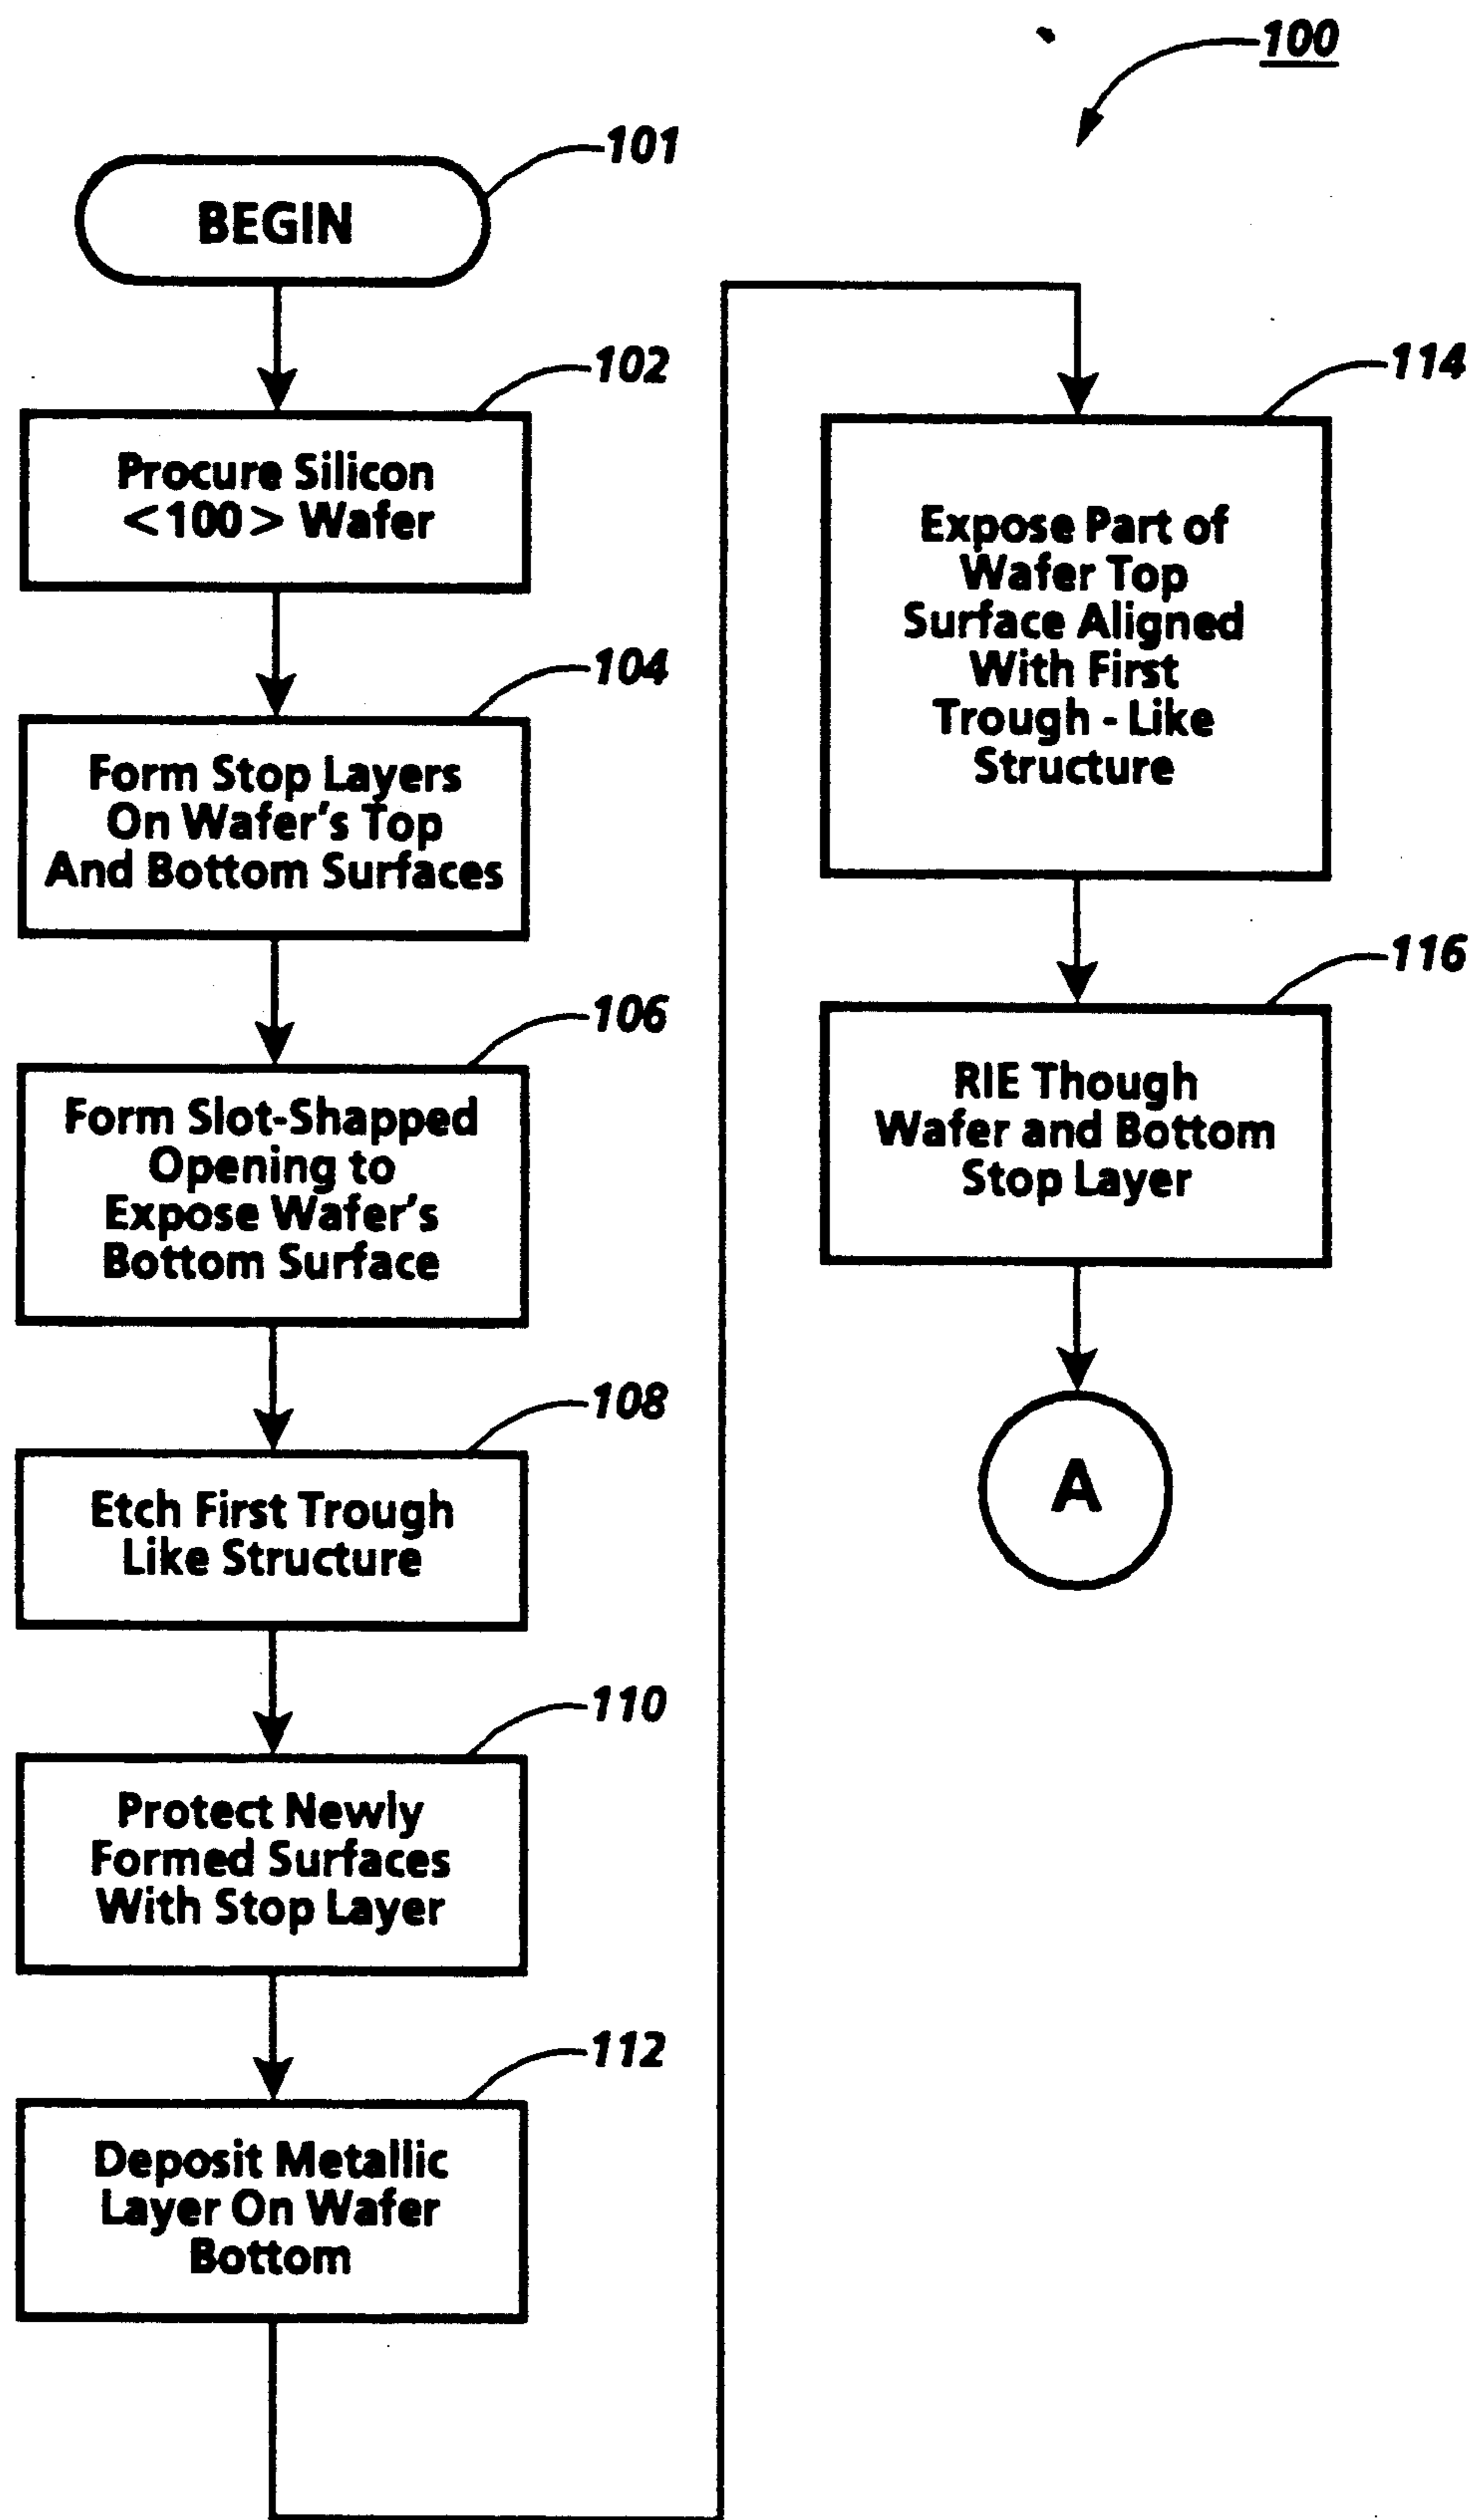 100
101
BEGIN
102
Procure Silicon
<100> Wafer
104
Form Stop Layers
On Wafer's Top
And Bottom Surfaces
106
Form Slot-Shapped
Opening to
Expose Wafer's
Bottom Surface
108
Etch First Trough
Like Structure
110
Protect Newly
Formed Surfaces
With Stop Layer
112
Deposit Metallic
Layer On Wafer
Bottom
114
Expose Part of
Wafer Top
Surface Aligned
With First
Trough - Like
Structure
116
RIE Though
Wafer and Bottom
Stop Layer
A